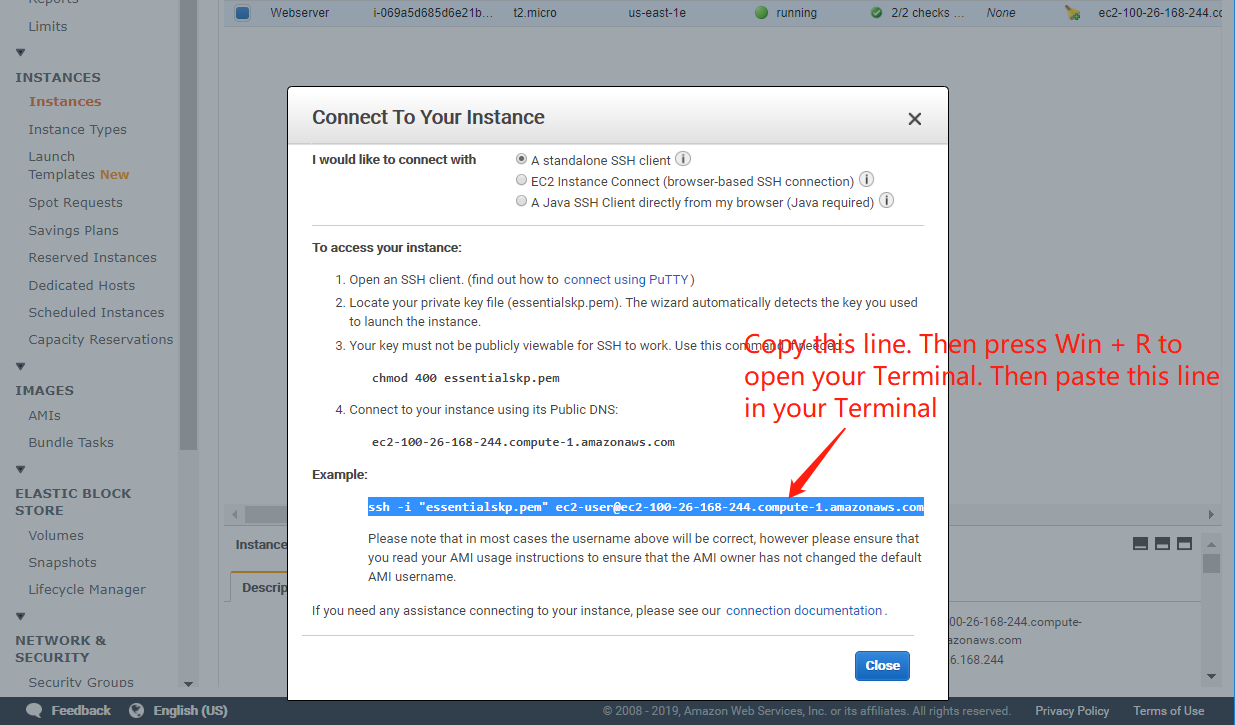 Reports
Limits
INSTANCES
Instances
Instance Types
Launch
Templates New
Spot Requests
Savings Plans
Reserved Instances
Dedicated Hosts
Scheduled Instances
Capacity Reservations
IMAGES
AMIs
Bundle Tasks
ELASTIC BLOCK
STORE
Volumes
Snapshots
Lifecycle Manager
NETWORK &
SECURITY
Security Groups
Webserver i-069a5d685d6e21b... t2.micro us-east-1e running 2/2 checks ... None ec2-100-26-168-244.co
Connect To Your Instance
I would like to connect with
A standalone SSH client
EC2 Instance Connect (browser-based SSH connection)
A Java SSH Client directly from my browser (Java required)
To access your instance:
1. Open an SSH client. (find out how to connect using PuTTY)
2. Locate your private key file (essentialskp.pem). The wizard automatically detects the key you used
to launch the instance.
3. Your key must not be publicly viewable for SSH to work. Use this command if needed:
chmod 400 essentialskp.pem
4. Connect to your instance using its Public DNS:
ec2-100-26-168-244.compute-1.amazonaws.com
Example:
ssh -i "essentialskp.pem" ec2-user@ec2-100-26-168-244.compute-1.amazonaws.com
Please note that in most cases the username above will be correct, however please ensure that
you read your AMI usage instructions to ensure that the AMI owner has not changed the default
AMI username.
If you need any assistance connecting to your instance, please see our connection documentation.
Close
Copy this line. Then press Win + R to
open your Terminal. Then paste this line
in your Terminal
Instance
Descrip
100-26-168-244.compute-
azonaws.com
6.168.244
Feedback English (US) © 2008 - 2019, Amazon Web Services, Inc. or its affiliates. All rights reserved. Privacy Policy Terms of Use